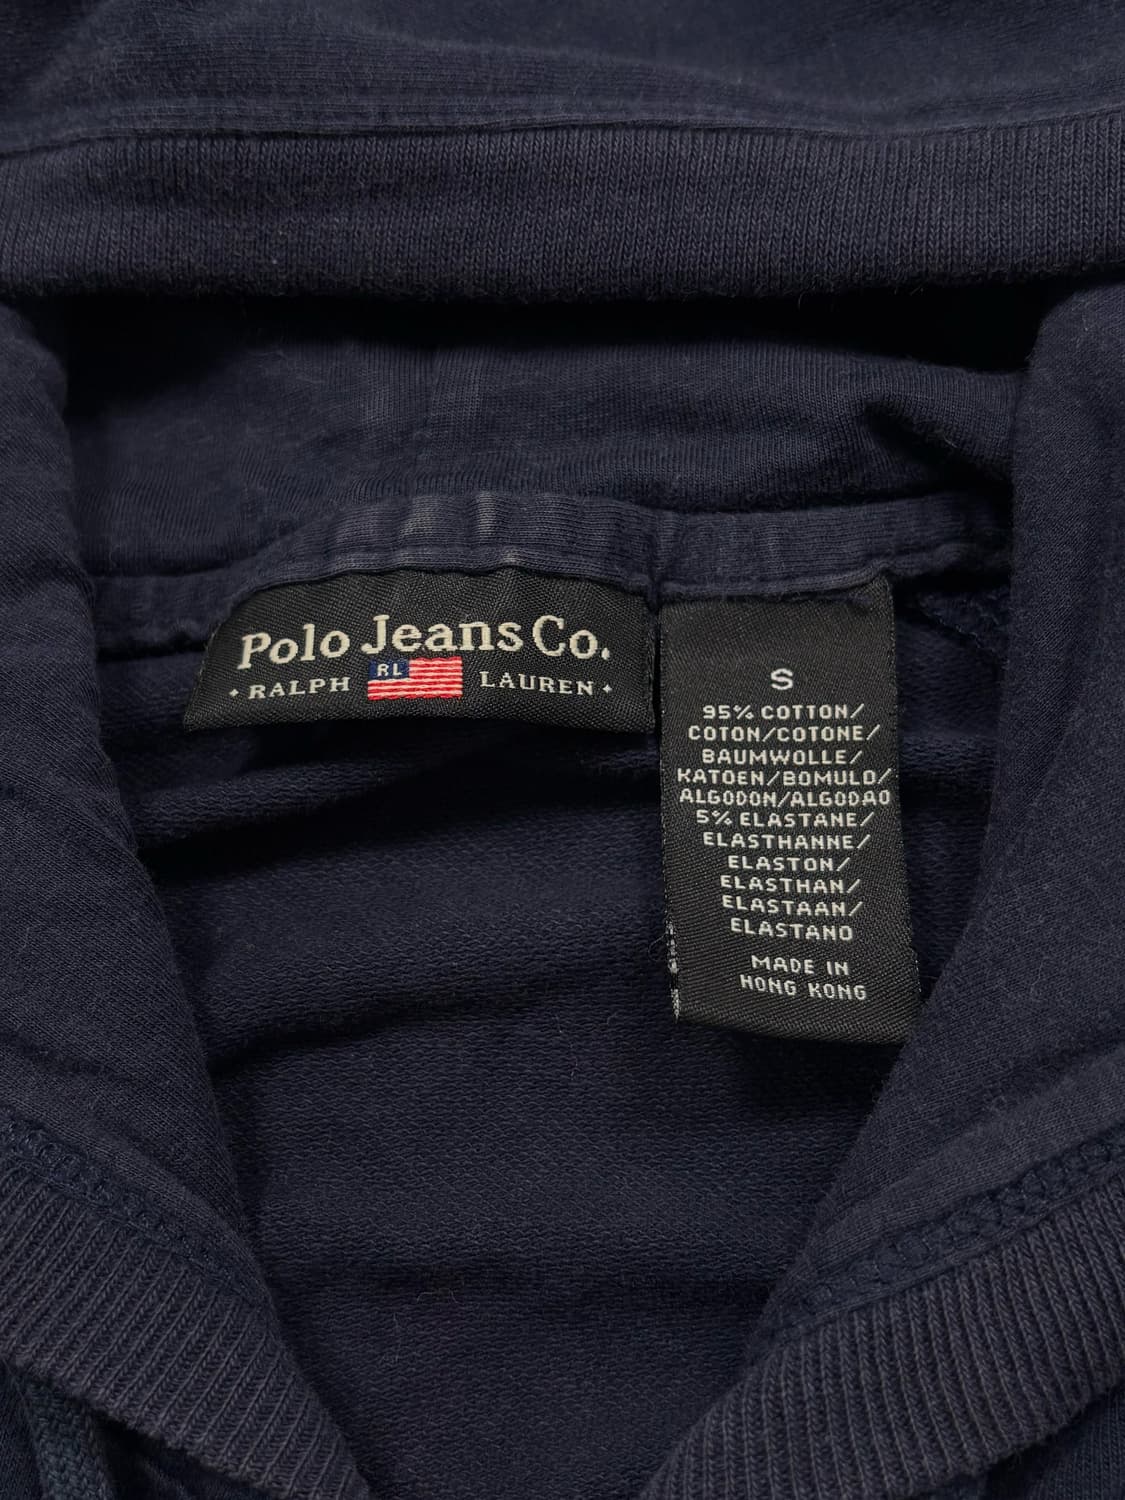 Polo Jeans Co.
• RALPH RL LAUREN •
S
95% COTTON/
COTON/COTONE/
BAUMWOLLE/
KATOEN/BOMULD/
ALGODON/ALGODAO
5% ELASTANE/
ELASTHANNE/
ELASTON/
ELASTHAN/
ELASTAAN/
ELASTANO
MADE IN
HONG KONG